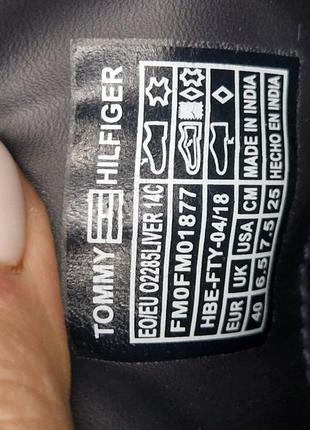 TOMMY HILFIGER
EO/EU O2285LIVER 14C
FM0FM01877
HBE-FTY-04/18
EUR UK USA CM
40 6.5 7.5 25
MADE IN INDIA
HECHO EN INDIA